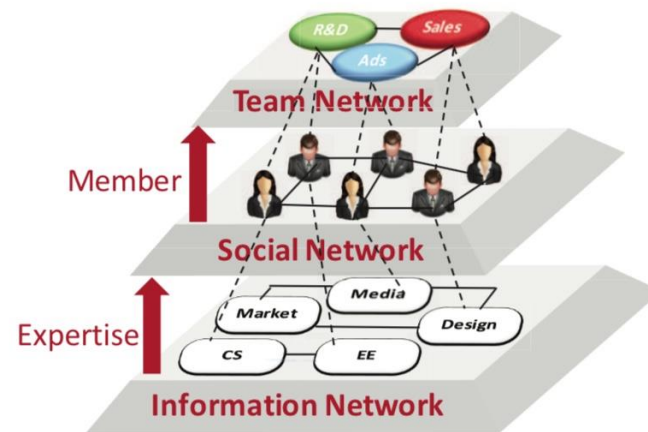 R&D
Sales
Ads
Team Network
Member
Social Network
Media
Market
Design
Expertise
CS
EE
Information Network